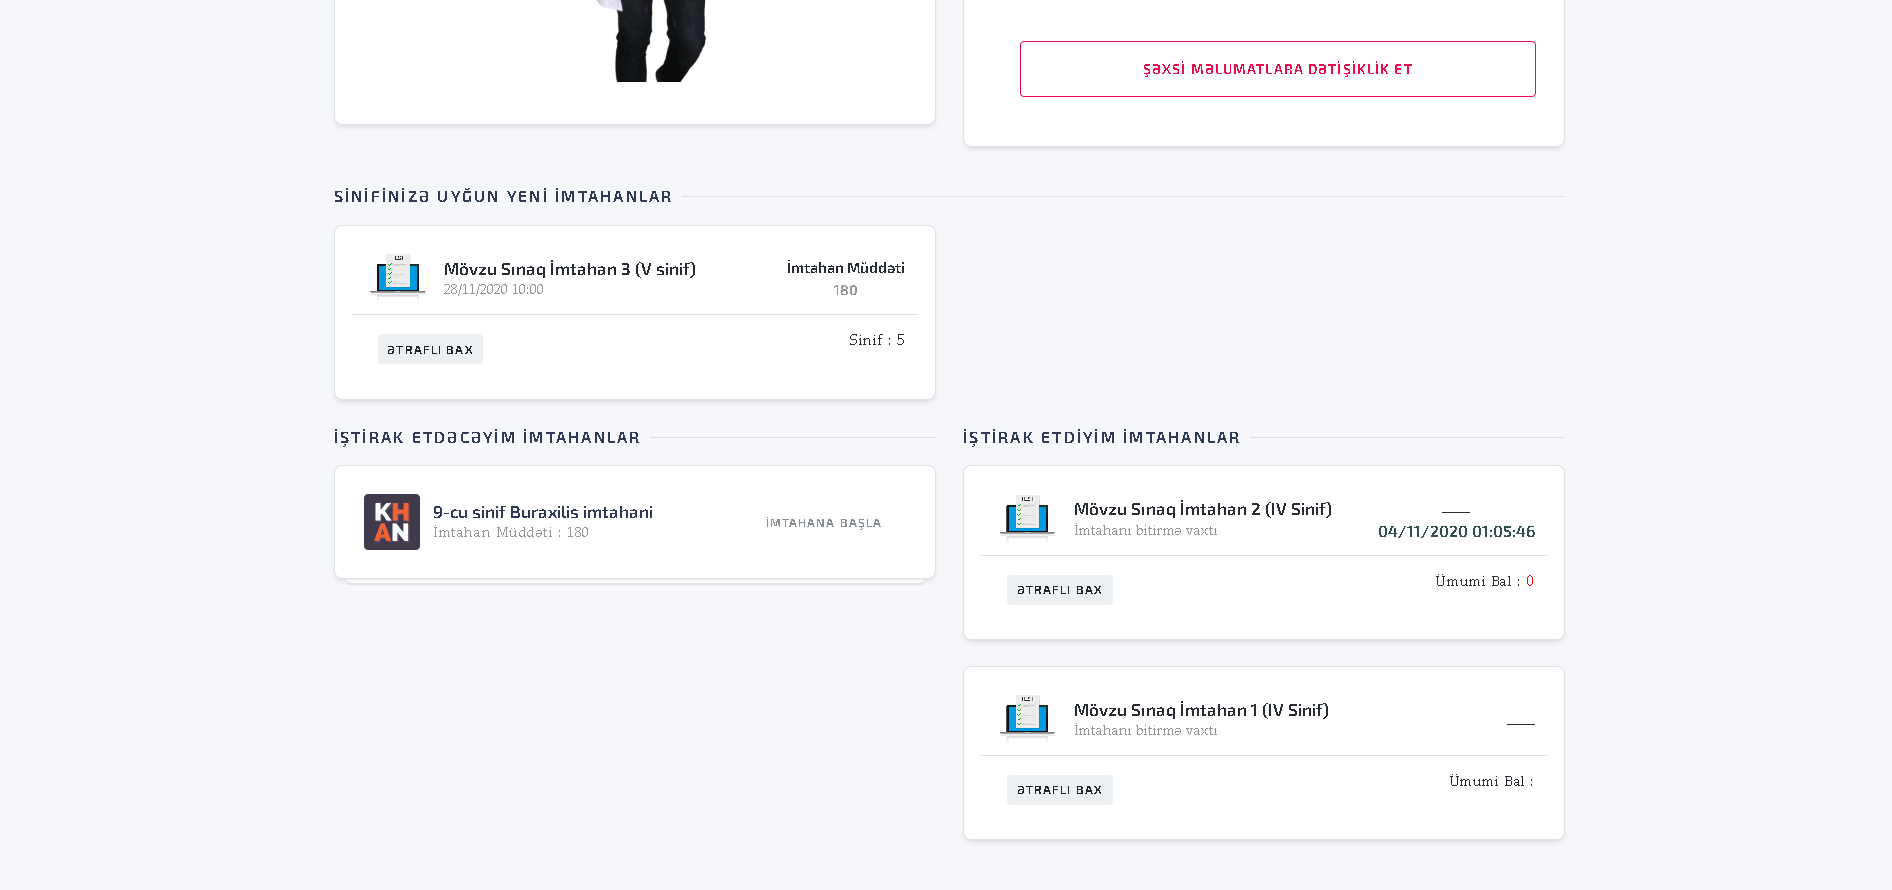 ŞƏXSİ MƏLUMATLARA DƏTİŞİKLİK ET
SİNİFİNİZƏ UYĞUN YENİ İMTAHANLAR
Mövzu Sınaq İmtahan 3 (V sinif)
28/11/2020 10:00
İmtahan Müddəti
180
ƏTRAFLI BAX
Sinif : 5
İŞTİRAK ETDƏCƏYİM İMTAHANLAR
KH
AN
9-cu sinif Buraxilis imtahani
İmtahan Müddəti : 180
İMTAHANA BAŞLA
İŞTİRAK ETDİYİM İMTAHANLAR
Mövzu Sınaq İmtahan 2 (IV Sinif)
İmtahanı bitirmə vaxtı
04/11/2020 01:05:46
ƏTRAFLI BAX
Ümumi Bal : 0
Mövzu Sınaq İmtahan 1 (IV Sinif)
İmtahanı bitirmə vaxtı
ƏTRAFLI BAX
Ümumi Bal :